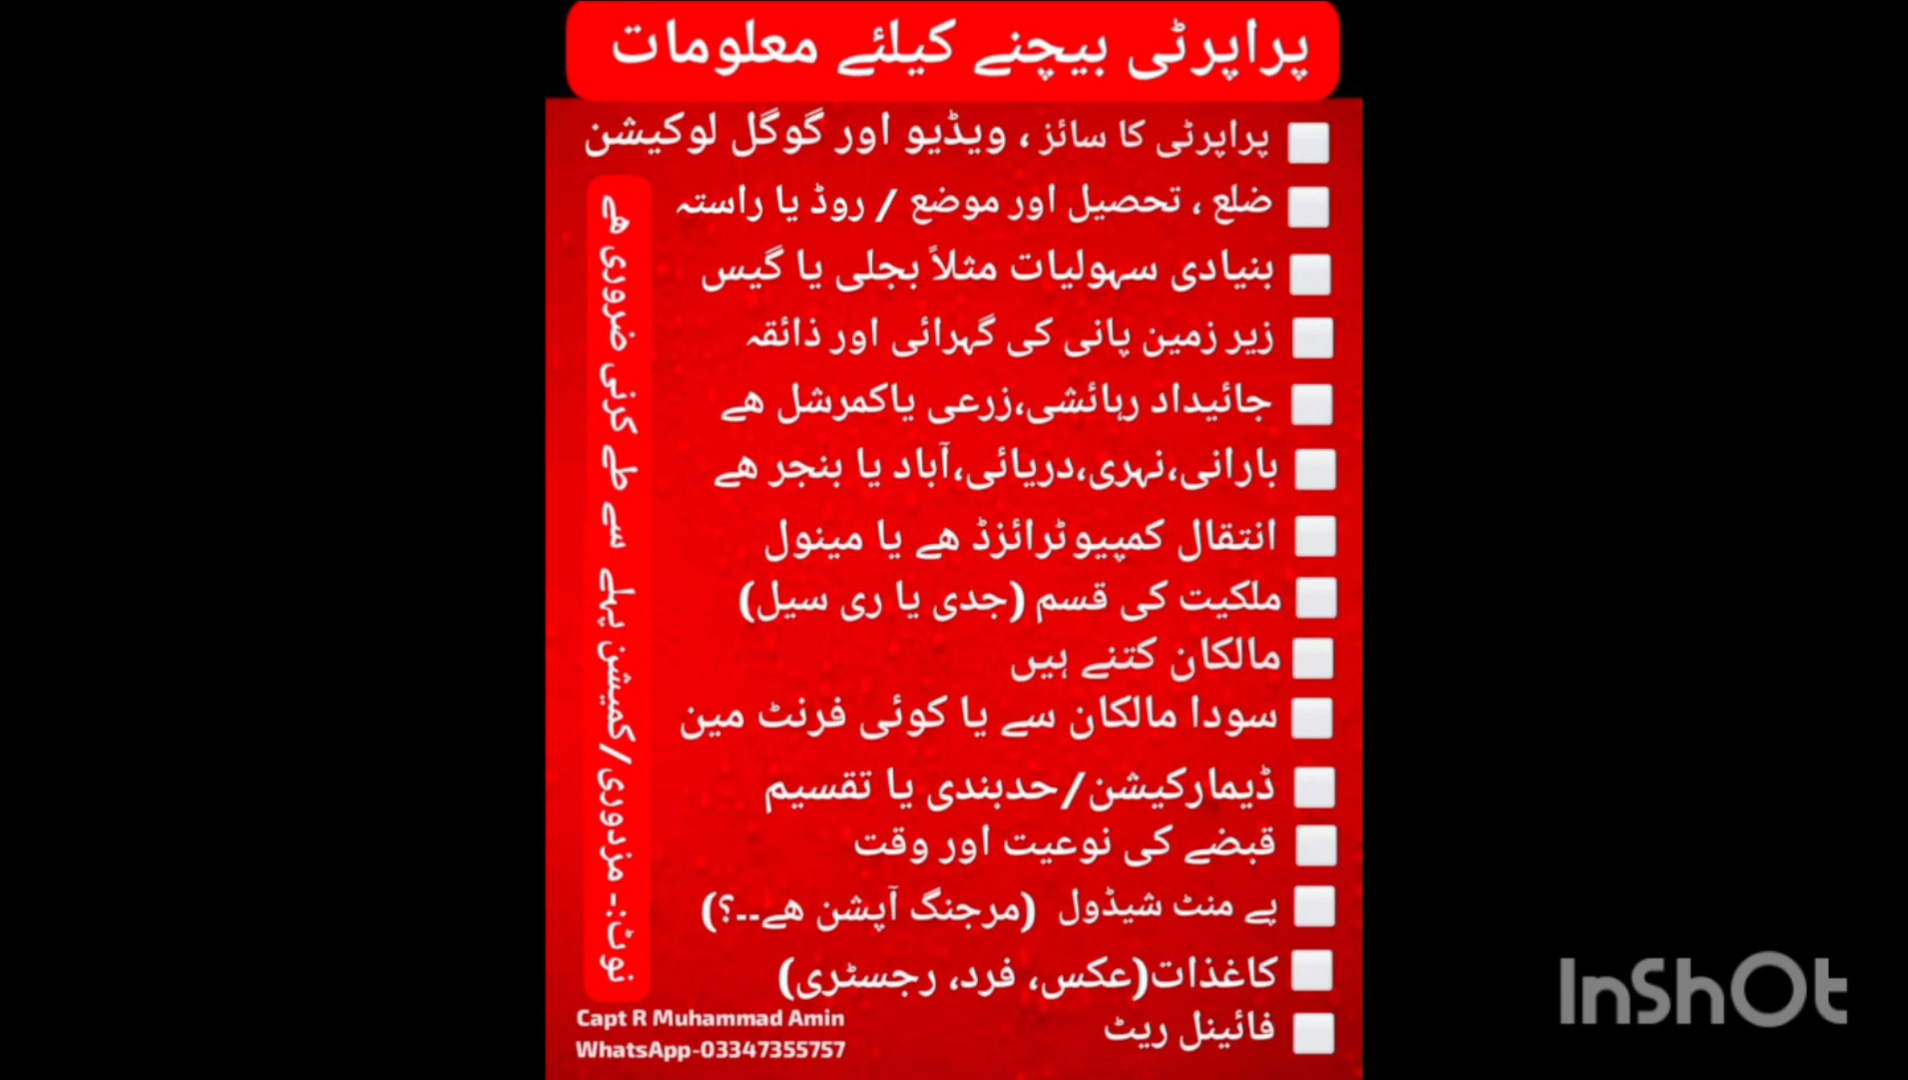 پراپرٹی بیچنے کیلئے معلومات
پراپرٹی کا سائز ، ویڈیو اور گوگل لوکیشن
ضلع ، تحصیل اور موضع / روڈ یا راستہ
بنیادی سہولیات مثلاً بجلی یا گیس
زیر زمین پانی کی گہرائی اور ذائقہ
جائیداد رہائشی،زرعی یاکمرشل ھے
بارانی،نہری،دریائی،آباد یا بنجر ھے
انتقال کمپیوٹرائزڈ ھے یا مینول
ملکیت کی قسم (جدی یا ری سیل)
مالکان کتنے ہیں
سودا مالکان سے یا کوئی فرنٹ مین
ڈیمارکیشن/حدبندی یا تقسیم
قبضے کی نوعیت اور وقت
پے منٹ شیڈول (مرجنگ آپشن ھے--؟)
کاغذات(عکس، فرد، رجسٹری)
فائینل ریٹ
نوٹ:-مزدوری/کمیشن پہلے سے طے کرنی ضروری ھے
Capt R Muhammad Amin
WhatsApp-03347355757
InShOt